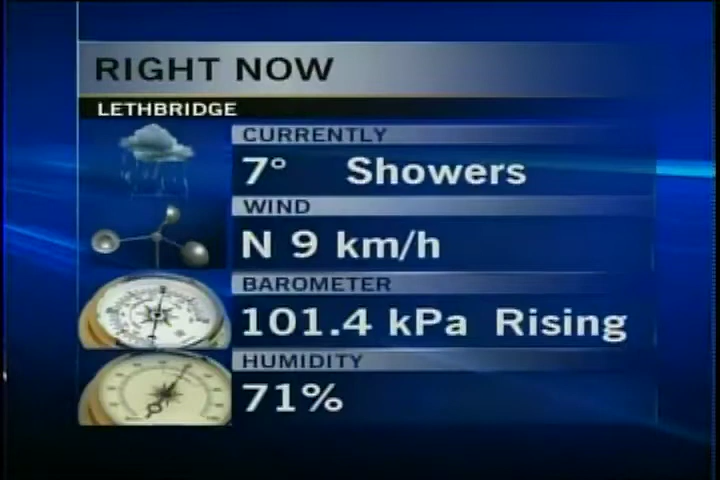 RIGHT NOW
LETHBRIDGE
CURRENTLY
7° Showers
WIND
N 9 km/h
BAROMETER
101.4 kPa Rising
HUMIDITY
71%